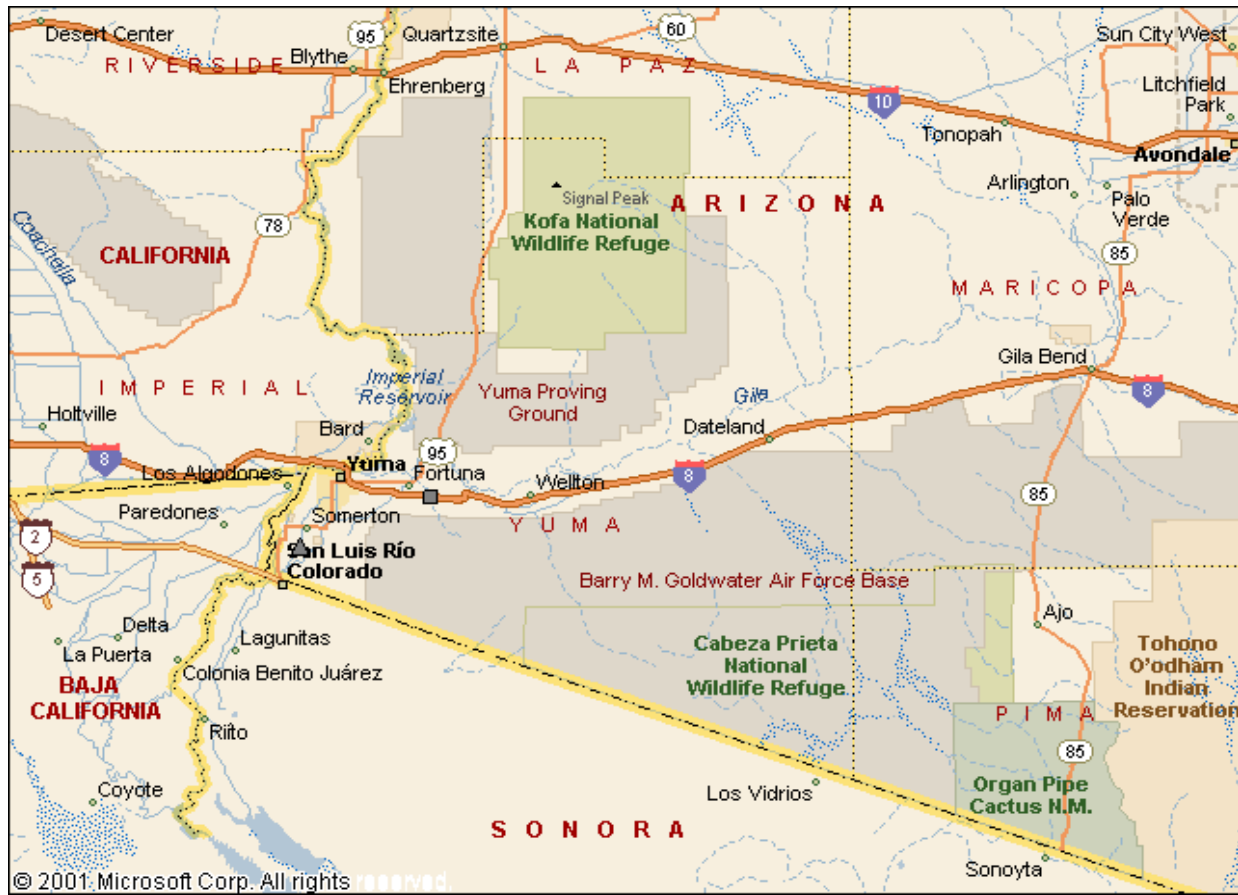 Desert Center
95
Quartzsite
60
Sun City West
RIVERSIDE
Blythe
LA PAZ
Ehrenberg
Litchfield
Park
10
Tonopah
Avondale
Signal Peak
ARIZONA
Arlington
Palo
Verde
Kofa National
Wildlife Refuge
Coachella
78
CALIFORNIA
85
MARICOPA
Gila Bend
IMPERIAL
Imperial
Reservoir
Yuma Proving
Ground
Gila
8
Holtville
Bard
Dateland
8
95
Los Algodones
Yuma
Fortuna
Wellton
8
85
Paredones
Somerton
YUMA
2
San Luis Río
Colorado
5
Barry M. Goldwater Air Force Base
Ajo
Delta
Lagunitas
Cabeza Prieta
National
Wildlife Refuge
Tohono
O'odham
Indian
Reservation
La Puerta
Colonia Benito Juárez
BAJA
CALIFORNIA
PIMA
Riito
85
Coyote
Los Vidrios
Organ Pipe
Cactus N.M.
SONORA
Sonoyta
© 2001 Microsoft Corp. All rights reserved.